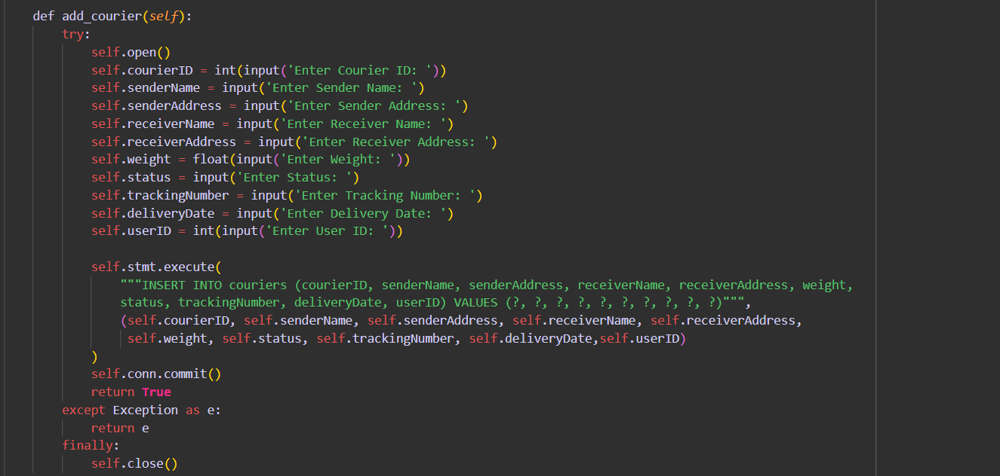 def add_courier(self):
try:
self.open()
self.courierID = int(input('Enter Courier ID: '))
self.senderName = input('Enter Sender Name: ')
self.senderAddress = input('Enter Sender Address: ')
self.receiverName = input('Enter Receiver Name: ')
self.receiverAddress = input('Enter Receiver Address: ')
self.weight = float(input('Enter Weight: '))
self.status = input('Enter Status: ')
self.trackingNumber = input('Enter Tracking Number: ')
self.deliveryDate = input('Enter Delivery Date: ')
self.userID = int(input('Enter User ID: '))
self.stmt.execute(
"""INSERT INTO couriers (courierID, senderName, senderAddress, receiverName, receiverAddress, weight,
status, trackingNumber, deliveryDate, userID) VALUES (?, ?, ?, ?, ?, ?, ?, ?, ?, ?)""",
(self.courierID, self.senderName, self.senderAddress, self.receiverName, self.receiverAddress,
self.weight, self.status, self.trackingNumber, self.deliveryDate,self.userID)
)
self.conn.commit()
return True
except Exception as e:
return e
finally:
self.close()